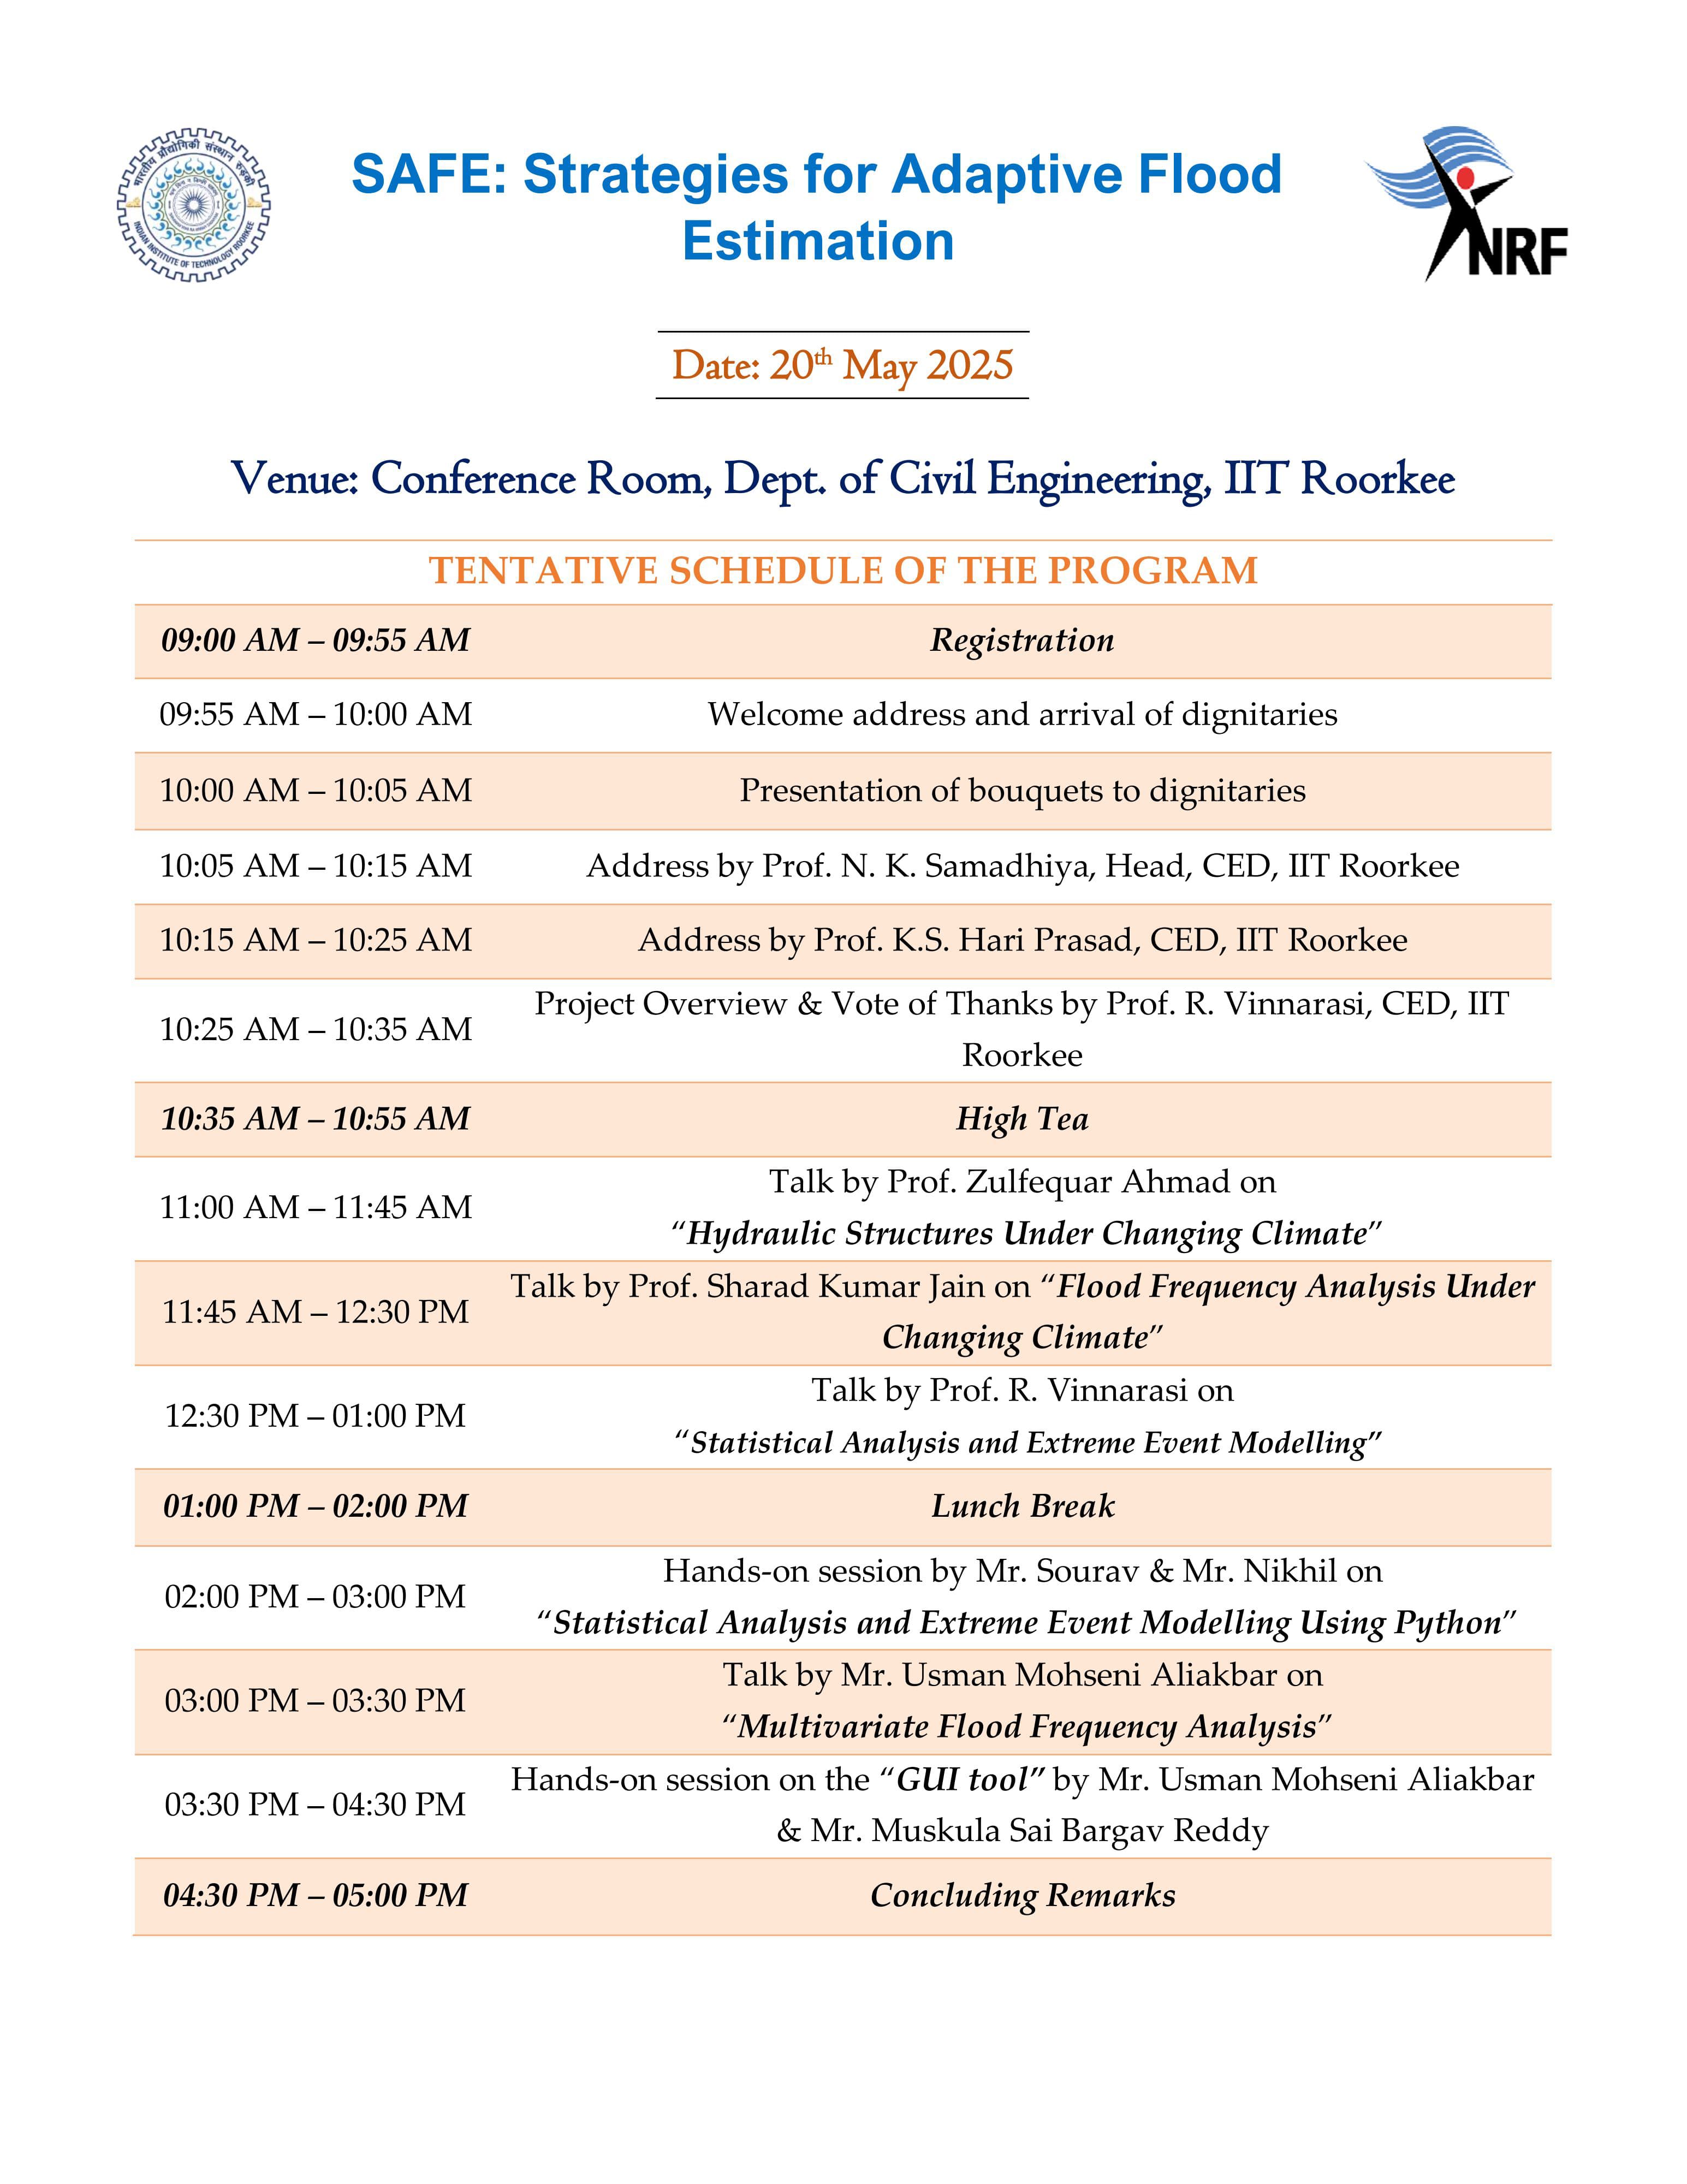 भारतीय प्रौद्योगिकी संस्थान रुड़की
INDIAN INSTITUTE OF TECHNOLOGY ROORKEE
SAFE: Strategies for Adaptive Flood
Estimation
NRF
Date: 20th May 2025
Venue: Conference Room, Dept. of Civil Engineering, IIT Roorkee
TENTATIVE SCHEDULE OF THE PROGRAM
09:00 AM – 09:55 AM Registration
09:55 AM – 10:00 AM Welcome address and arrival of dignitaries
10:00 AM – 10:05 AM Presentation of bouquets to dignitaries
10:05 AM – 10:15 AM Address by Prof. N. K. Samadhiya, Head, CED, IIT Roorkee
10:15 AM – 10:25 AM Address by Prof. K.S. Hari Prasad, CED, IIT Roorkee
10:25 AM – 10:35 AM Project Overview & Vote of Thanks by Prof. R. Vinnarasi, CED, IIT
Roorkee
10:35 AM – 10:55 AM High Tea
11:00 AM – 11:45 AM Talk by Prof. Zulfequar Ahmad on
“Hydraulic Structures Under Changing Climate”
11:45 AM – 12:30 PM Talk by Prof. Sharad Kumar Jain on “Flood Frequency Analysis Under
Changing Climate”
12:30 PM – 01:00 PM Talk by Prof. R. Vinnarasi on
“Statistical Analysis and Extreme Event Modelling”
01:00 PM – 02:00 PM Lunch Break
02:00 PM – 03:00 PM Hands-on session by Mr. Sourav & Mr. Nikhil on
“Statistical Analysis and Extreme Event Modelling Using Python”
03:00 PM – 03:30 PM Talk by Mr. Usman Mohseni Aliakbar on
“Multivariate Flood Frequency Analysis”
03:30 PM – 04:30 PM Hands-on session on the “GUI tool” by Mr. Usman Mohseni Aliakbar
& Mr. Muskula Sai Bargav Reddy
04:30 PM – 05:00 PM Concluding Remarks